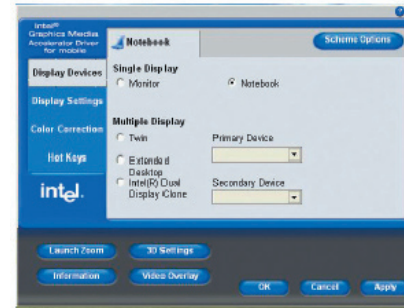 intel®
Graphics Media
Accelerator Driver
for mobile
Notebook
Scheme Options
Display Devices
Display Settings
Color Correction
Hot Keys
intel.
Single Display
Monitor
Notebook
Multiple Display
Twin
Extended
Desktop
Intel(R) Dual
Display Clone
Primary Device
Secondary Device
Launch Zoom
3D Settings
Information
Video Overlay
OK
Cancel
Apply